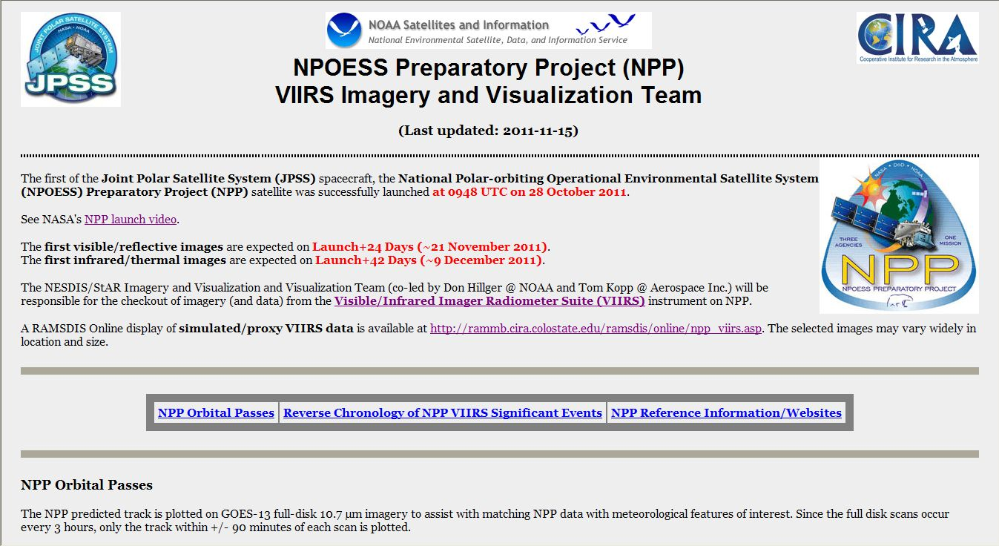 JOINT POLAR SATELLITE SYSTEM
NASA • NOAA
JPSS
NOAA Satellites and Information
National Environmental Satellite, Data, and Information Service
CIRA
Cooperative Institute for Research in the Atmosphere
NPOESS Preparatory Project (NPP)
VIIRS Imagery and Visualization Team
(Last updated: 2011-11-15)
The first of the Joint Polar Satellite System (JPSS) spacecraft, the National Polar-orbiting Operational Environmental Satellite System
(NPOESS) Preparatory Project (NPP) satellite was successfully launched at 0948 UTC on 28 October 2011.
See NASA's NPP launch video.
The first visible/reflective images are expected on Launch+24 Days (~21 November 2011).
The first infrared/thermal images are expected on Launch+42 Days (~9 December 2011).
The NESDIS/StAR Imagery and Visualization and Visualization Team (co-led by Don Hillger @ NOAA and Tom Kopp @ Aerospace Inc.) will be
responsible for the checkout of imagery (and data) from the Visible/Infrared Imager Radiometer Suite (VIIRS) instrument on NPP.
NASA • DoD • NOAA
THREE AGENCIES
ONE MISSION
NPP
NPOESS PREPARATORY PROJECT
A RAMSDIS Online display of simulated/proxy VIIRS data is available at http://rammb.cira.colostate.edu/ramsdis/online/npp_viirs.asp. The selected images may vary widely in
location and size.
NPP Orbital Passes Reverse Chronology of NPP VIIRS Significant Events NPP Reference Information/Websites
NPP Orbital Passes
The NPP predicted track is plotted on GOES-13 full-disk 10.7 µm imagery to assist with matching NPP data with meteorological features of interest. Since the full disk scans occur
every 3 hours, only the track within +/- 90 minutes of each scan is plotted.